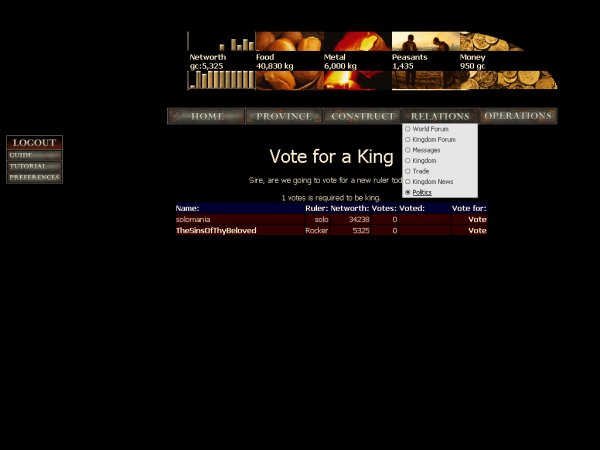 Networth Food Metal Peasants Money
gc:5,325 40,830 kg 6,000 kg 1,435 950 gc
HOME PROVINCE CONSTRUCT RELATIONS OPERATIONS
World Forum
Kingdom Forum
Messages
Kingdom
Trade
Kingdom News
Politics
LOGOUT
GUIDE
TUTORIAL
PREFERENCES
Vote for a King
Sire, are we going to vote for a new ruler
1 votes is required to be king.
Name: Ruler: Networth: Votes: Voted: Vote for:
solomania solo 34238 0 Vote
TheSinsOfThyBeloved Rocker 5325 0 Vote